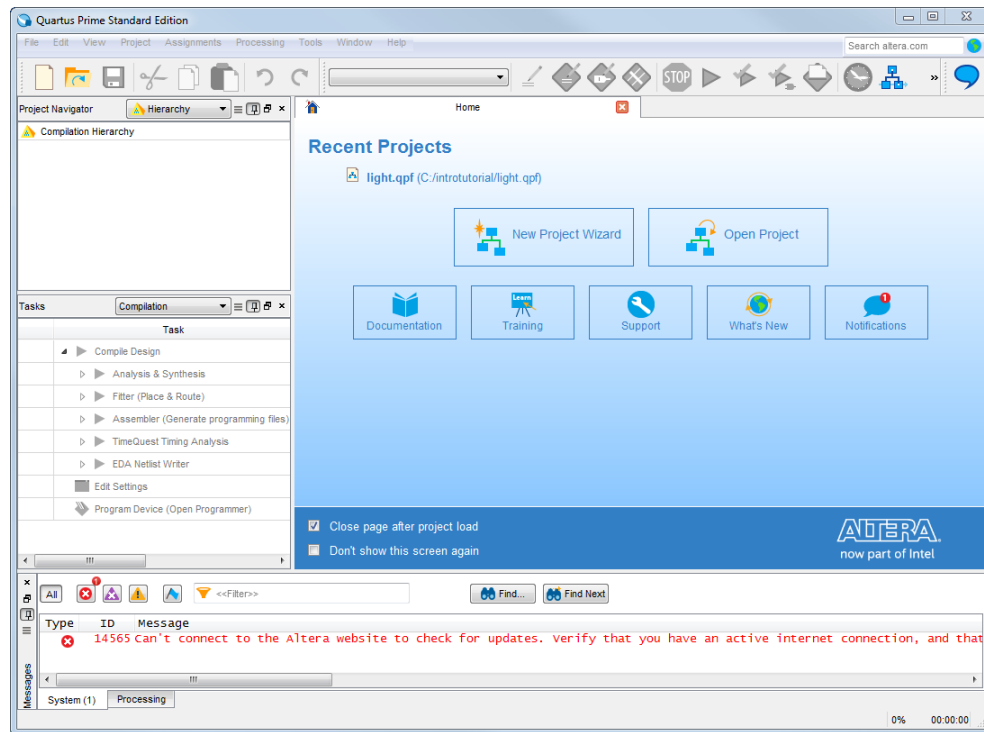 Quartus Prime Standard Edition
File Edit View Project Assignments Processing Tools Window Help
Search altera.com
STOP
»
Project Navigator Hierarchy
Compilation Hierarchy
Home
Recent Projects
light.qpf (C:/introtutorial/light.qpf)
New Project Wizard
Open Project
Learn
1
Documentation Training Support What's New Notifications
Tasks Compilation
Task
Compile Design
Analysis & Synthesis
Fitter (Place & Route)
Assembler (Generate programming files)
TimeQuest Timing Analysis
EDA Netlist Writer
Edit Settings
Program Device (Open Programmer)
Close page after project load
Don't show this screen again
ALTERA.
now part of Intel
Messages
All 1 <<Filter>> Find... Find Next
Type ID Message
14565 Can't connect to the Altera website to check for updates. Verify that you have an active internet connection, and that
System (1) Processing
0% 00:00:00